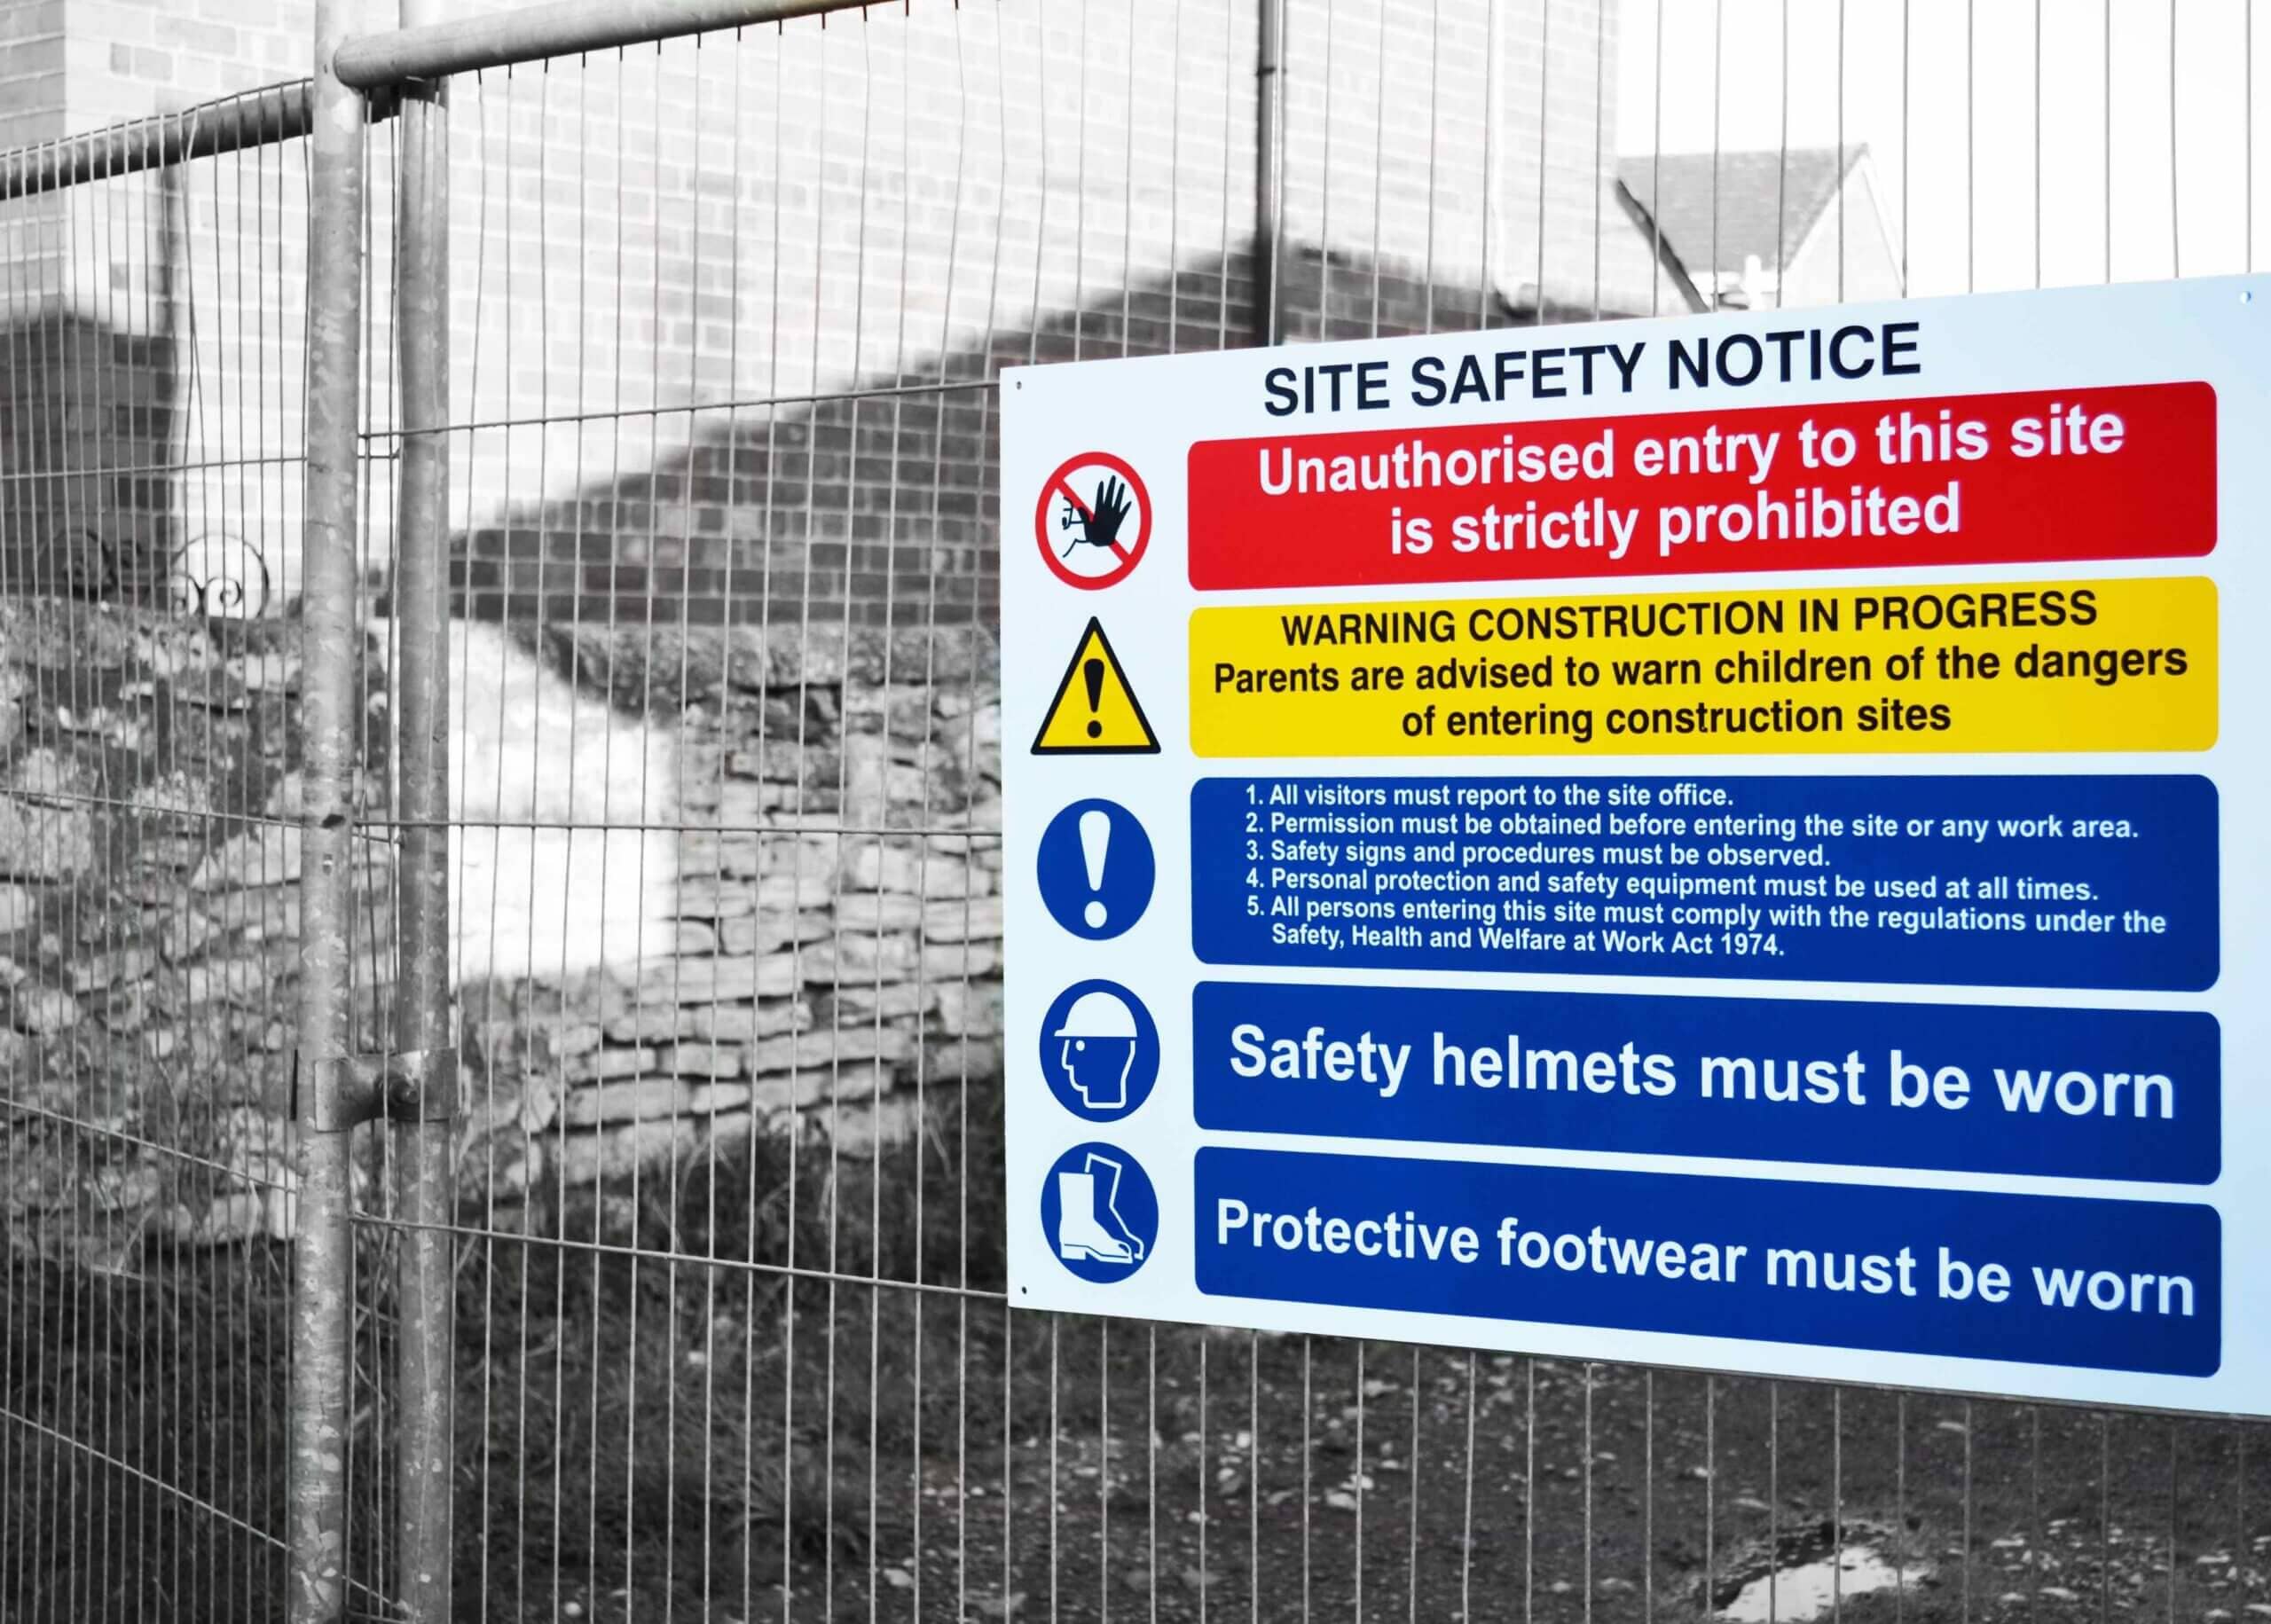 SITE SAFETY NOTICE
Unauthorised entry to this site
is strictly prohibited
WARNING CONSTRUCTION IN PROGRESS
Parents are advised to warn children of the dangers
of entering construction sites
1. All visitors must report to the site office.
2. Permission must be obtained before entering the site or any work area.
3. Safety signs and procedures must be observed.
4. Personal protection and safety equipment must be used at all times.
5. All persons entering this site must comply with the regulations under the
Safety, Health and Welfare at Work Act 1974.
Safety helmets must be worn
Protective footwear must be worn